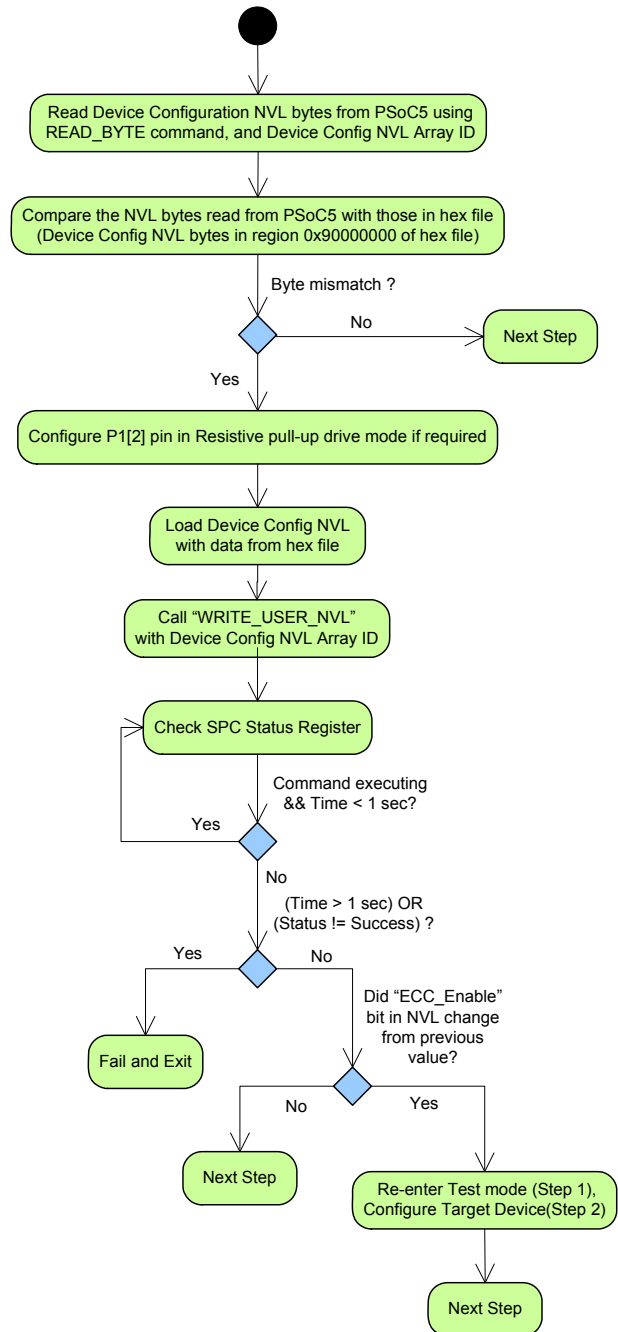 Read Device Configuration NVL bytes from PSoC5 using
READ_BYTE command, and Device Config NVL Array ID
Compare the NVL bytes read from PSoC5 with those in hex file
(Device Config NVL bytes in region 0x90000000 of hex file)
Byte mismatch ?
No
Next Step
Yes
Configure P1[2] pin in Resistive pull-up drive mode if required
Load Device Config NVL
with data from hex file
Call “WRITE_USER_NVL”
with Device Config NVL Array ID
Check SPC Status Register
Command executing
&& Time < 1 sec?
Yes
No
(Time > 1 sec) OR
(Status != Success) ?
Yes
No
Did “ECC_Enable”
bit in NVL change
from previous
value?
Fail and Exit
No
Yes
Next Step
Re-enter Test mode (Step 1),
Configure Target Device(Step 2)
Next Step